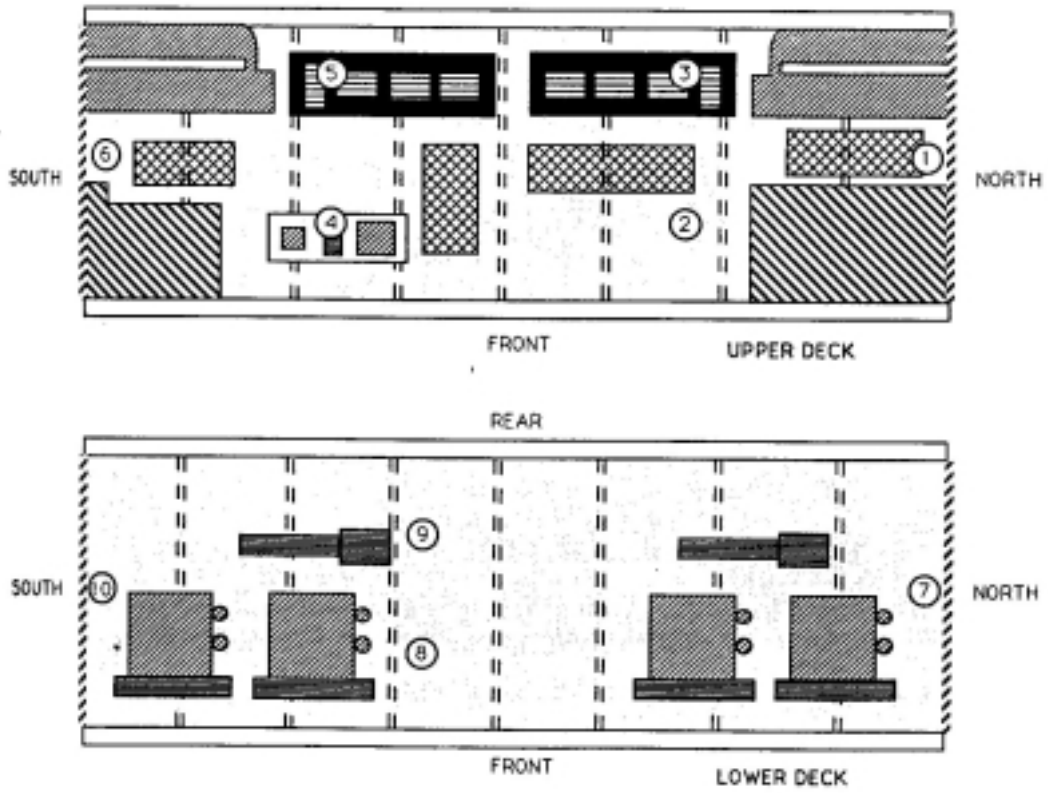 5
3
6
1
SOUTH
NORTH
4
2
FRONT
UPPER DECK
REAR
9
SOUTH
10
7
NORTH
8
FRONT
LOWER DECK